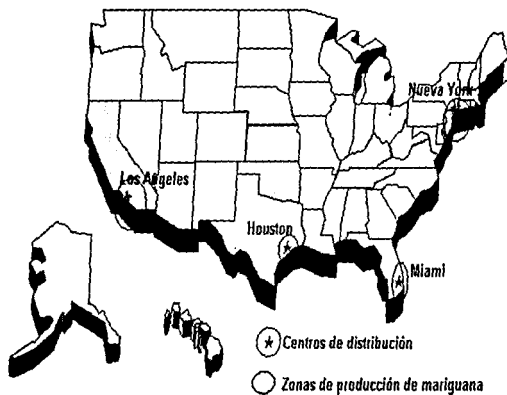 Nueva York
Los Angeles
Houston
Miami
Centros de distribución
Zonas de producción de mariguana